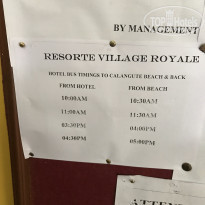 BY MANAGEMENT
RESORTE VILLAGE ROYALE
HOTEL BUS TIMINGS TO CALANGUTE BEACH & BACK
FROM HOTEL FROM BEACH
10:00AM 10:30AM
11:00AM 11:30AM
03:30PM 04:00PM
04:30PM 05:00PM